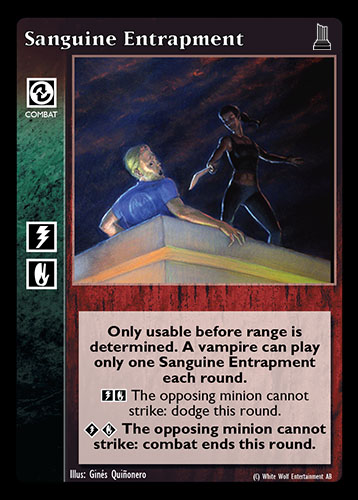 Sanguine Entrapment
COMBAT
Only usable before range is
determined. A vampire can play
only one Sanguine Entrapment
each round.
The opposing minion cannot
strike: dodge this round.
The opposing minion cannot
strike: combat ends this round.
Illus: Ginés Quiñonero
(C) White Wolf Entertainment AB